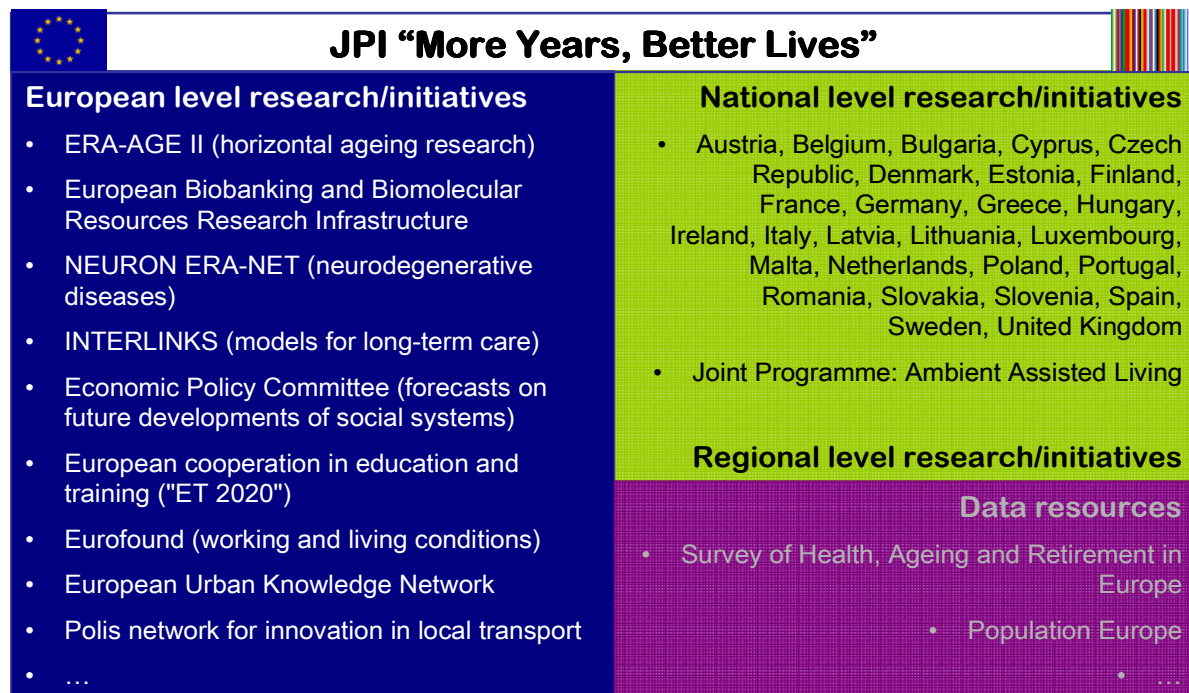 JPI “More Years, Better Lives”
European level research/initiatives
• ERA-AGE II (horizontal ageing research)
• European Biobanking and Biomolecular
Resources Research Infrastructure
• NEURON ERA-NET (neurodegenerative
diseases)
• INTERLINKS (models for long-term care)
• Economic Policy Committee (forecasts on
future developments of social systems)
• European cooperation in education and
training ("ET 2020")
• Eurofound (working and living conditions)
• European Urban Knowledge Network
• Polis network for innovation in local transport
• …
National level research/initiatives
• Austria, Belgium, Bulgaria, Cyprus, Czech
Republic, Denmark, Estonia, Finland,
France, Germany, Greece, Hungary,
Ireland, Italy, Latvia, Lithuania, Luxembourg,
Malta, Netherlands, Poland, Portugal,
Romania, Slovakia, Slovenia, Spain,
Sweden, United Kingdom
• Joint Programme: Ambient Assisted Living
Regional level research/initiatives
Data resources
• Survey of Health, Ageing and Retirement in
Europe
• Population Europe
• …